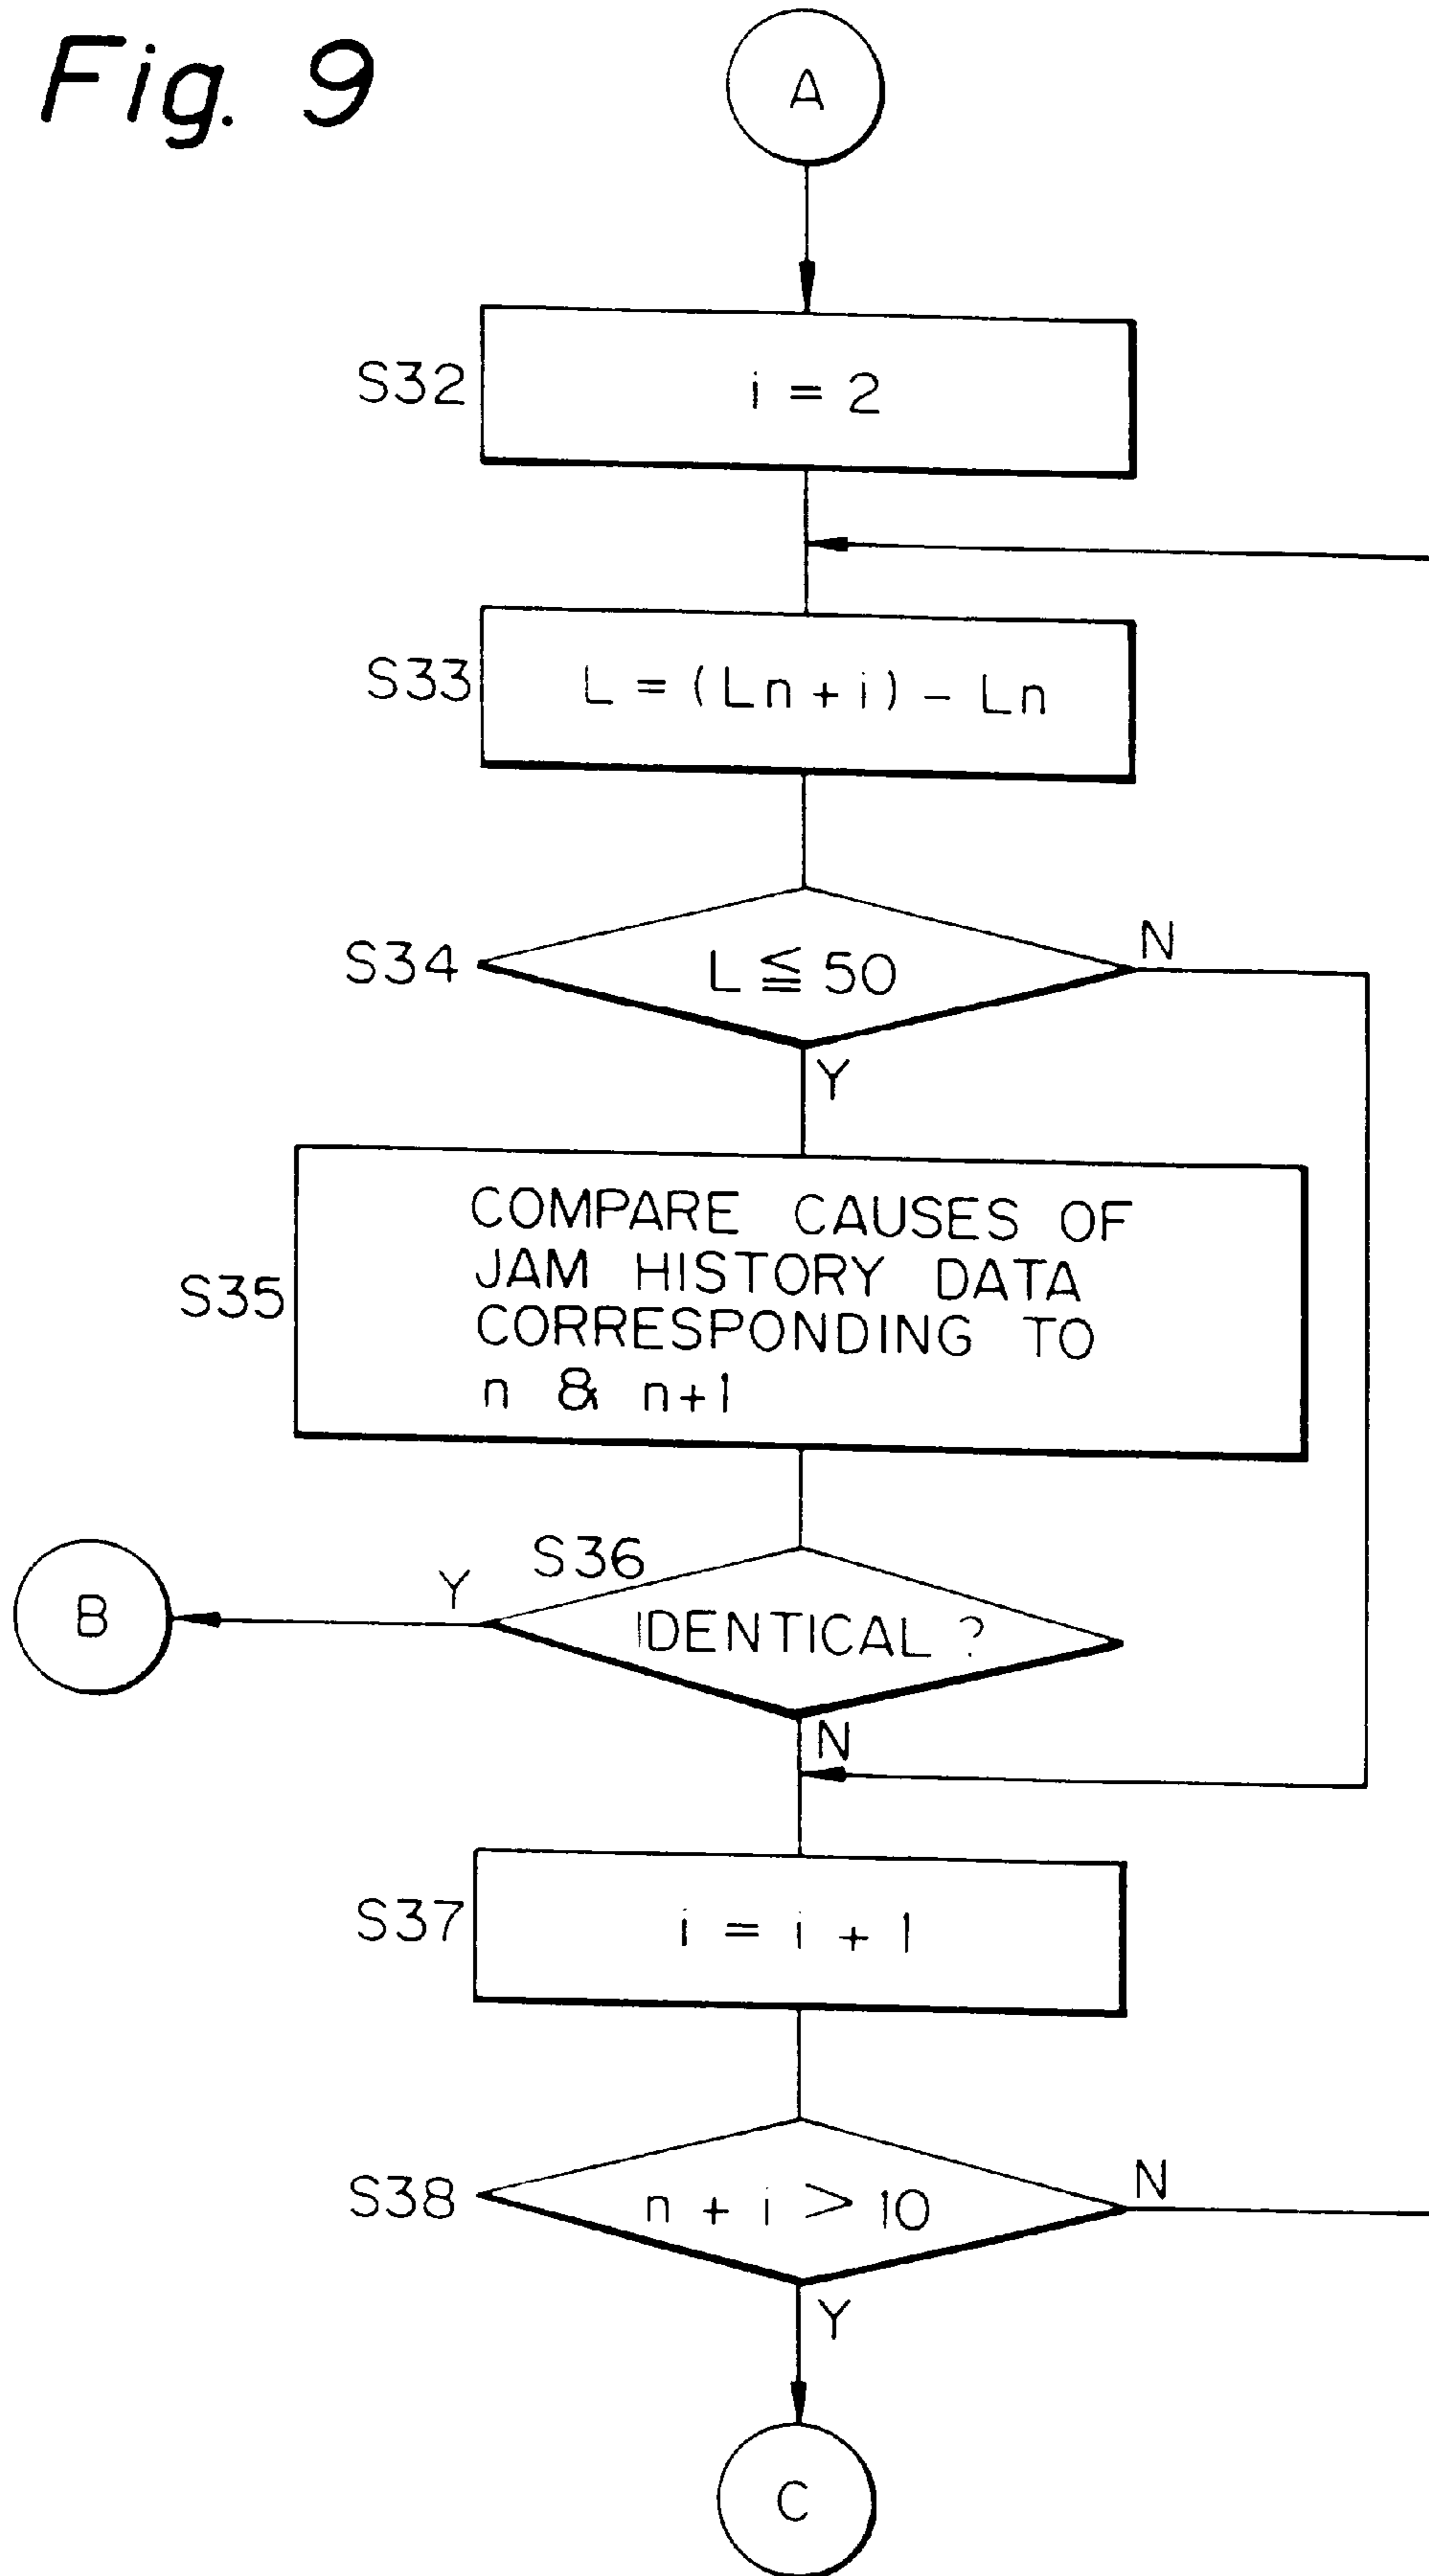 Fig. 9
A
S32
i = 2
S33
L = (Ln + i) - Ln
S34
L ≦ 50
N
Y
S35
COMPARE CAUSES OF
JAM HISTORY DATA
CORRESPONDING TO
n & n+1
S36
Y
B
IDENTICAL ?
N
S37
i = i + 1
S38
n + i > 10
N
Y
C